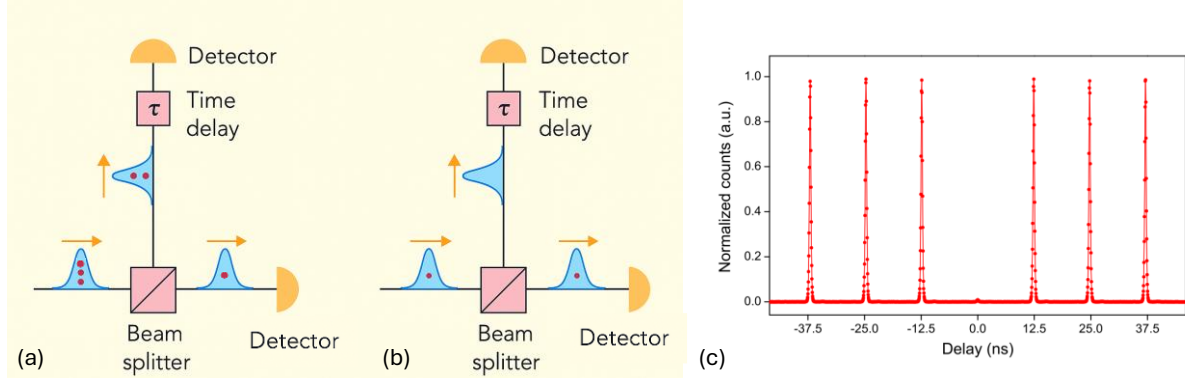 Detector
τ
Time
delay
Beam
splitter
Detector
(a)
Detector
τ
Time
delay
Beam
splitter
Detector
(b)
Normalized counts (a.u.)
1.0
0.8
0.6
0.4
0.2
0.0
-37.5 -25.0 -12.5 0.0 12.5 25.0 37.5
Delay (ns)
(c)